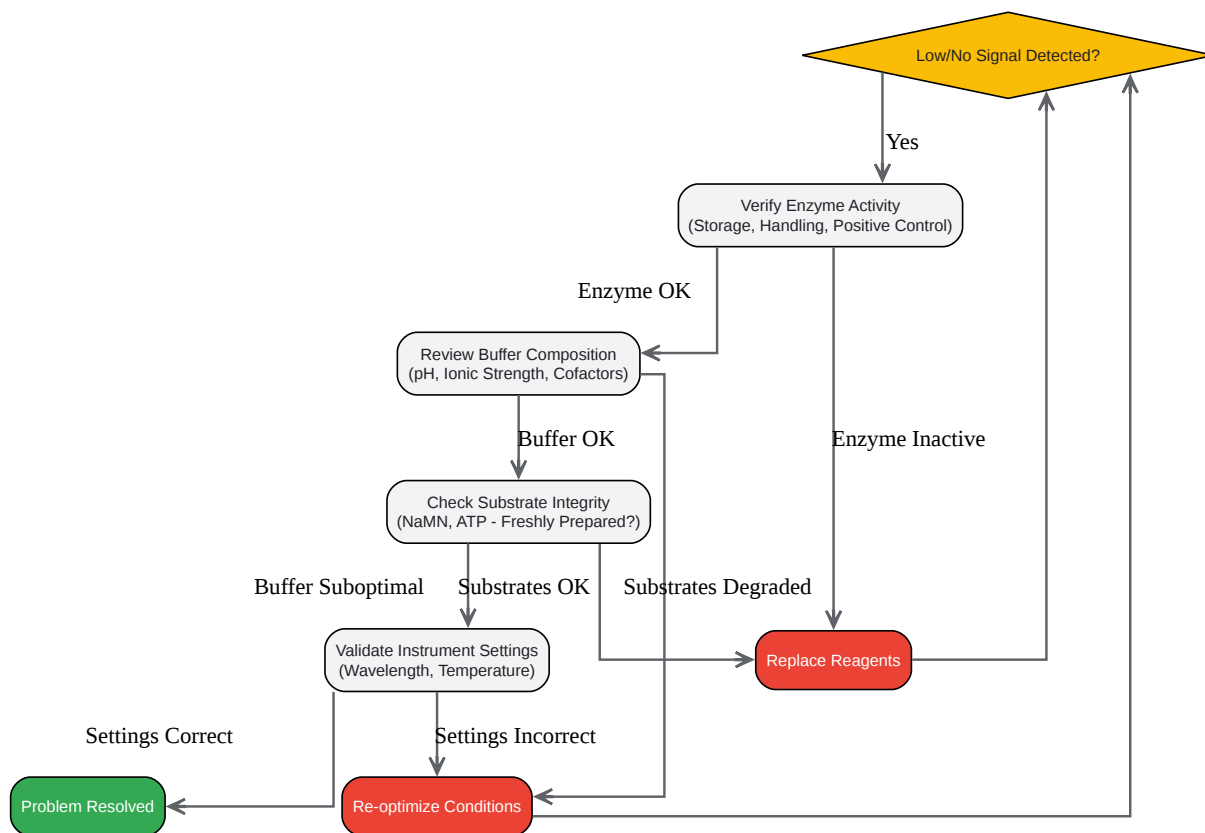 Low/No Signal Detected?
Yes
Verify Enzyme Activity
(Storage, Handling, Positive Control)
Enzyme OK
Review Buffer Composition
(pH, Ionic Strength, Cofactors)
Buffer OK
Enzyme Inactive
Check Substrate Integrity
(NaMN, ATP - Freshly Prepared?)
Buffer Suboptimal
Substrates OK
Substrates Degraded
Validate Instrument Settings
(Wavelength, Temperature)
Replace Reagents
Settings Correct
Settings Incorrect
Problem Resolved
Re-optimize Conditions